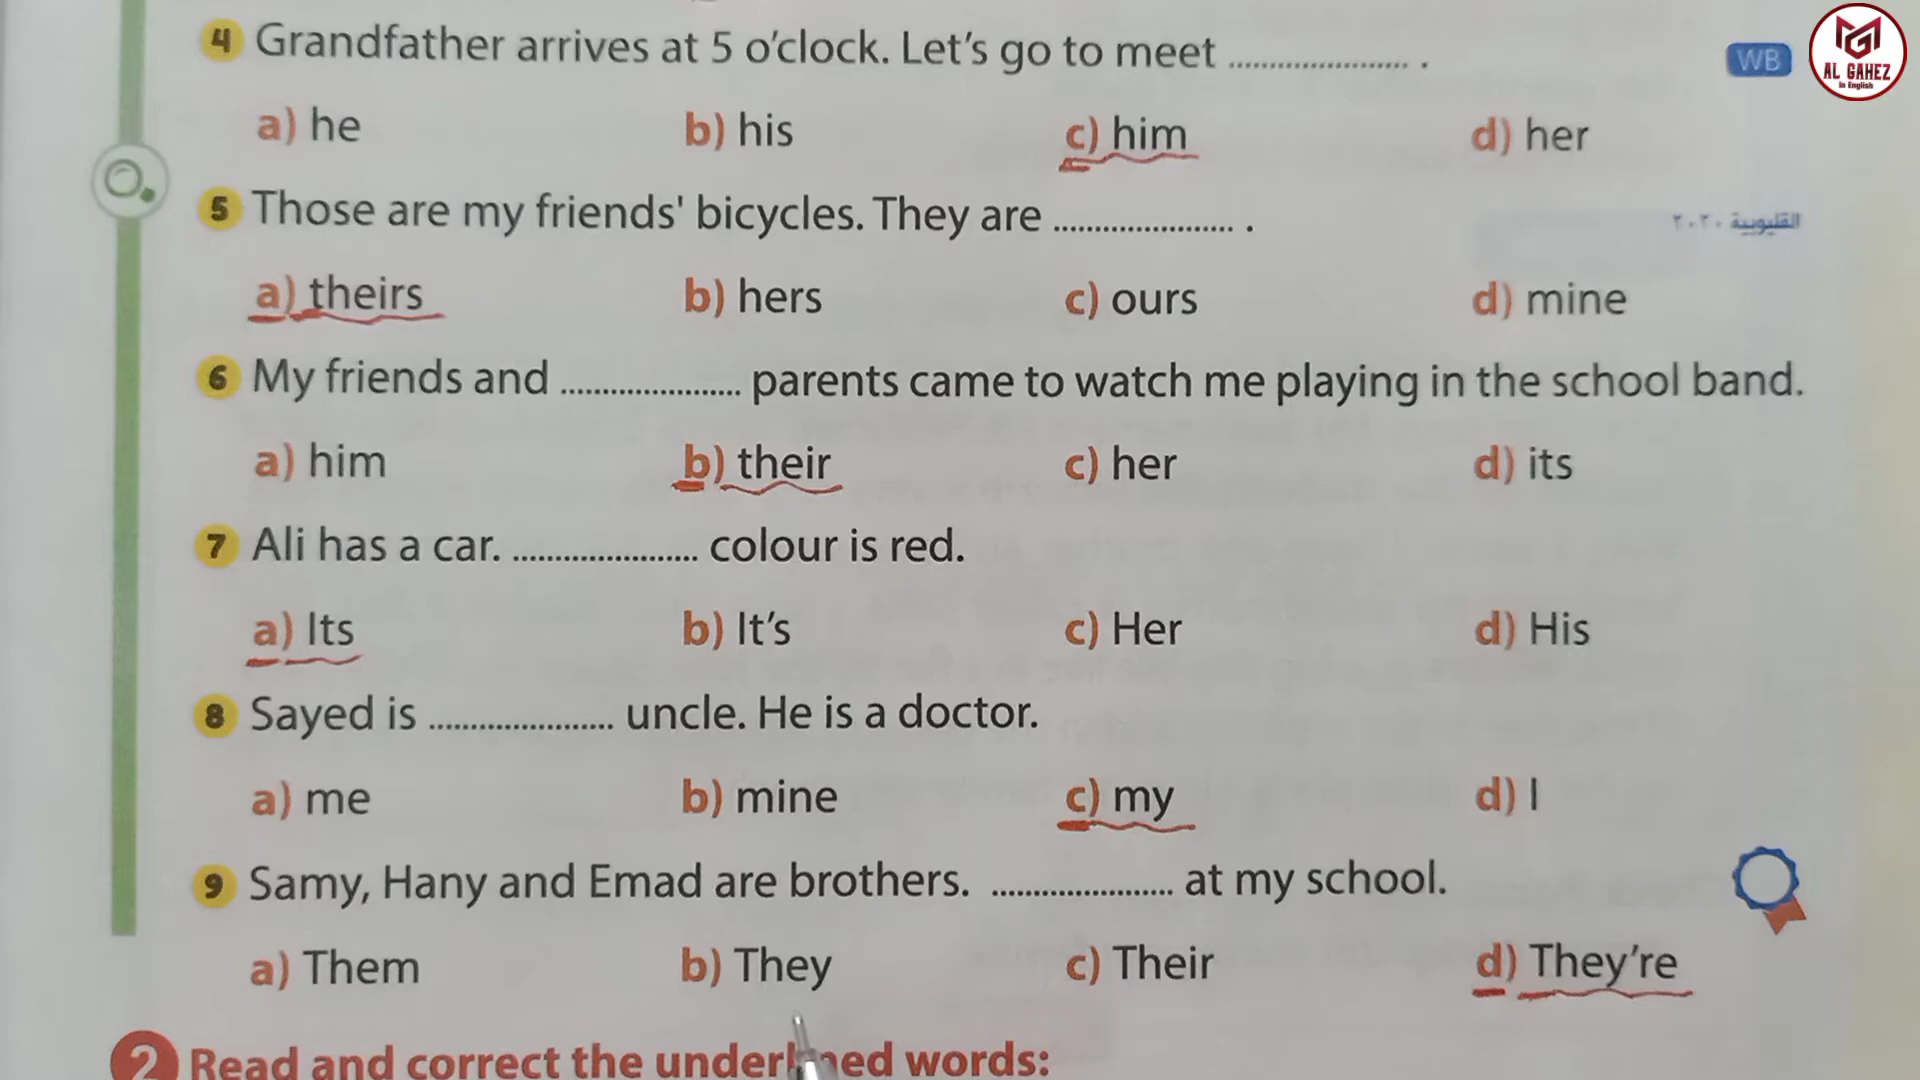 4 Grandfather arrives at 5 o'clock. Let's go to meet ..................... .
WB
AL GAHEZ
In English
a) he b) his c) him d) her
5 Those are my friends' bicycles. They are ..................... .
القليوبية ٢٠٢٠
a) theirs b) hers c) ours d) mine
6 My friends and ..................... parents came to watch me playing in the school band.
a) him b) their c) her d) its
7 Ali has a car. ..................... colour is red.
a) Its b) It's c) Her d) His
8 Sayed is ..................... uncle. He is a doctor.
a) me b) mine c) my d) I
9 Samy, Hany and Emad are brothers. ..................... at my school.
a) Them b) They c) Their d) They're
2 Read and correct the underlined words: